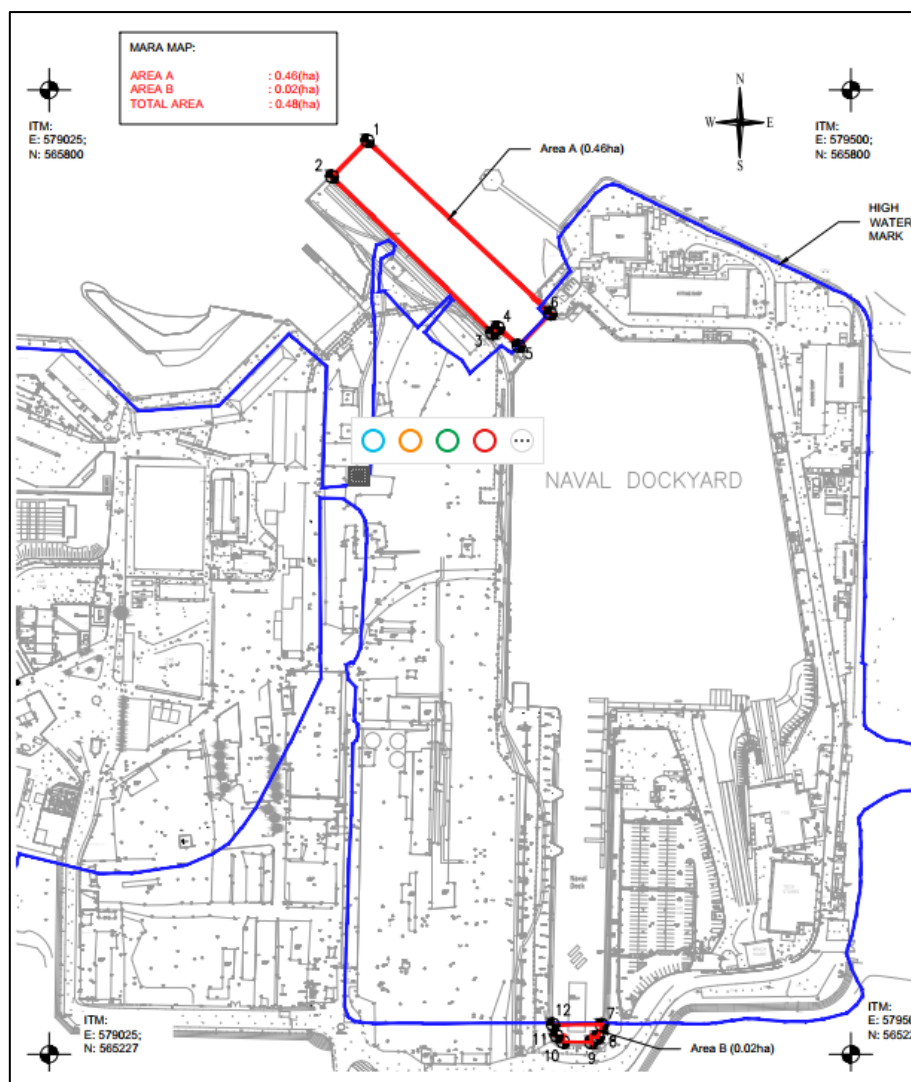 MARA MAP:
AREA A : 0.46(ha)
AREA B : 0.02(ha)
TOTAL AREA : 0.48(ha)
ITM:
E: 579025;
N: 565800
N
W E
S
ITM:
E: 579500;
N: 565800
1
2
Area A (0.46ha)
HIGH
WATER
MARK
6
4
3
5
NAVAL DOCKYARD
Naval
Dock
12
7
11
8
10
9
Area B (0.02ha)
ITM:
E: 579025;
N: 565227
ITM:
E: 5795
N: 5652